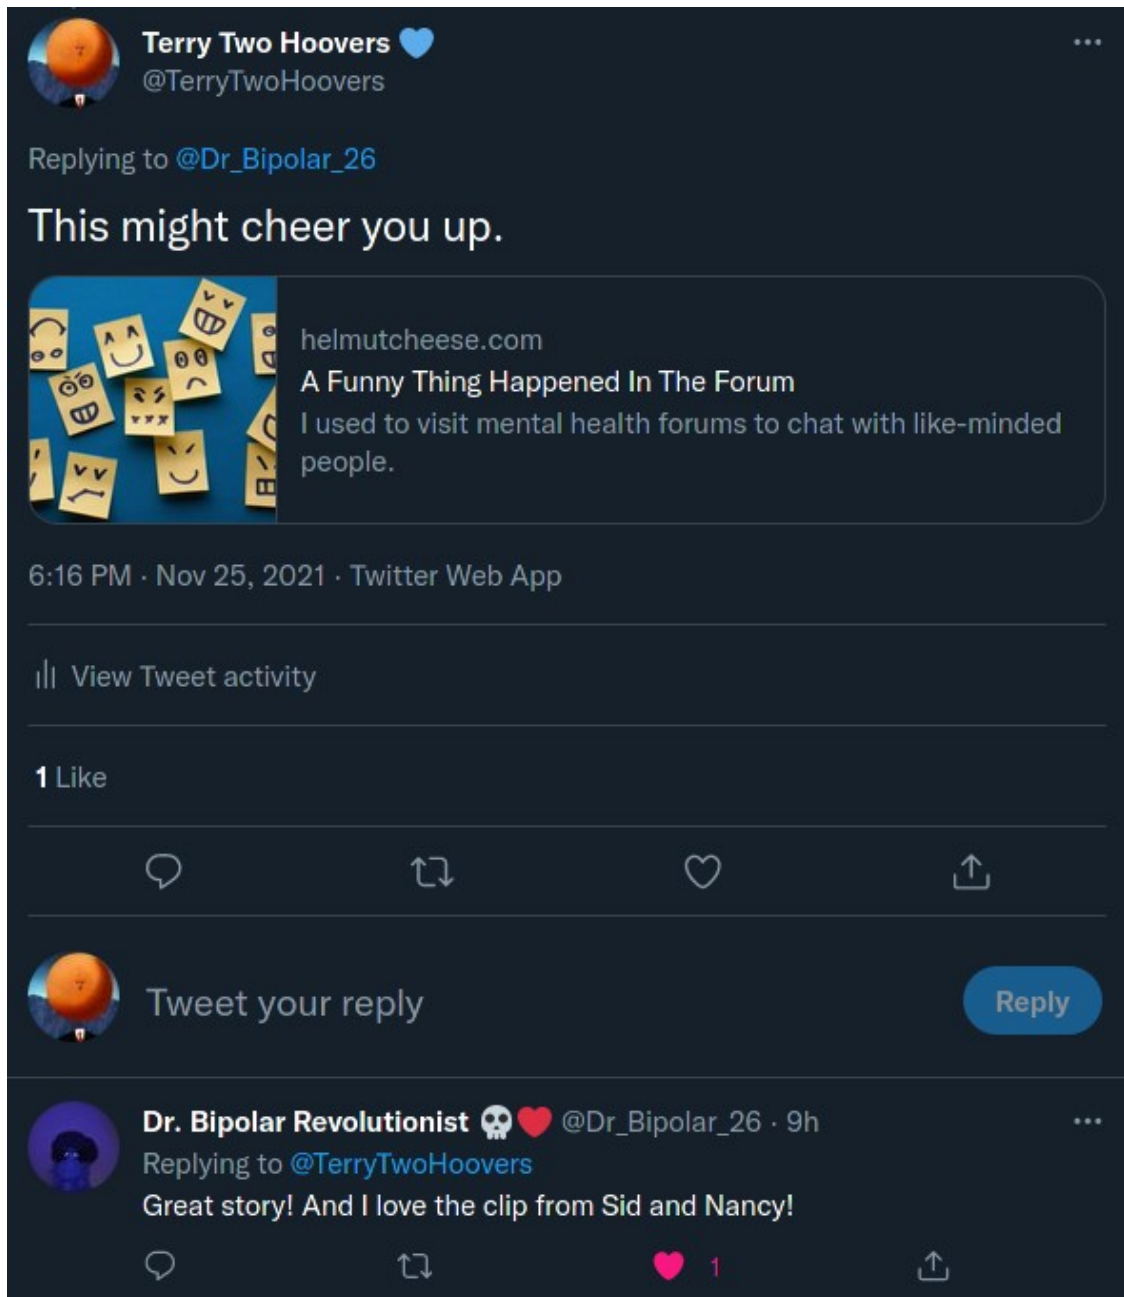 Terry Two Hoovers 💙
@TerryTwoHoovers
Replying to @Dr_Bipolar_26
This might cheer you up.
helmutcheese.com
A Funny Thing Happened In The Forum
I used to visit mental health forums to chat with like-minded
people.
6:16 PM · Nov 25, 2021 · Twitter Web App
View Tweet activity
1 Like
Tweet your reply
Reply
Dr. Bipolar Revolutionist 💀❤️ @Dr_Bipolar_26 · 9h
Replying to @TerryTwoHoovers
Great story! And I love the clip from Sid and Nancy!
1